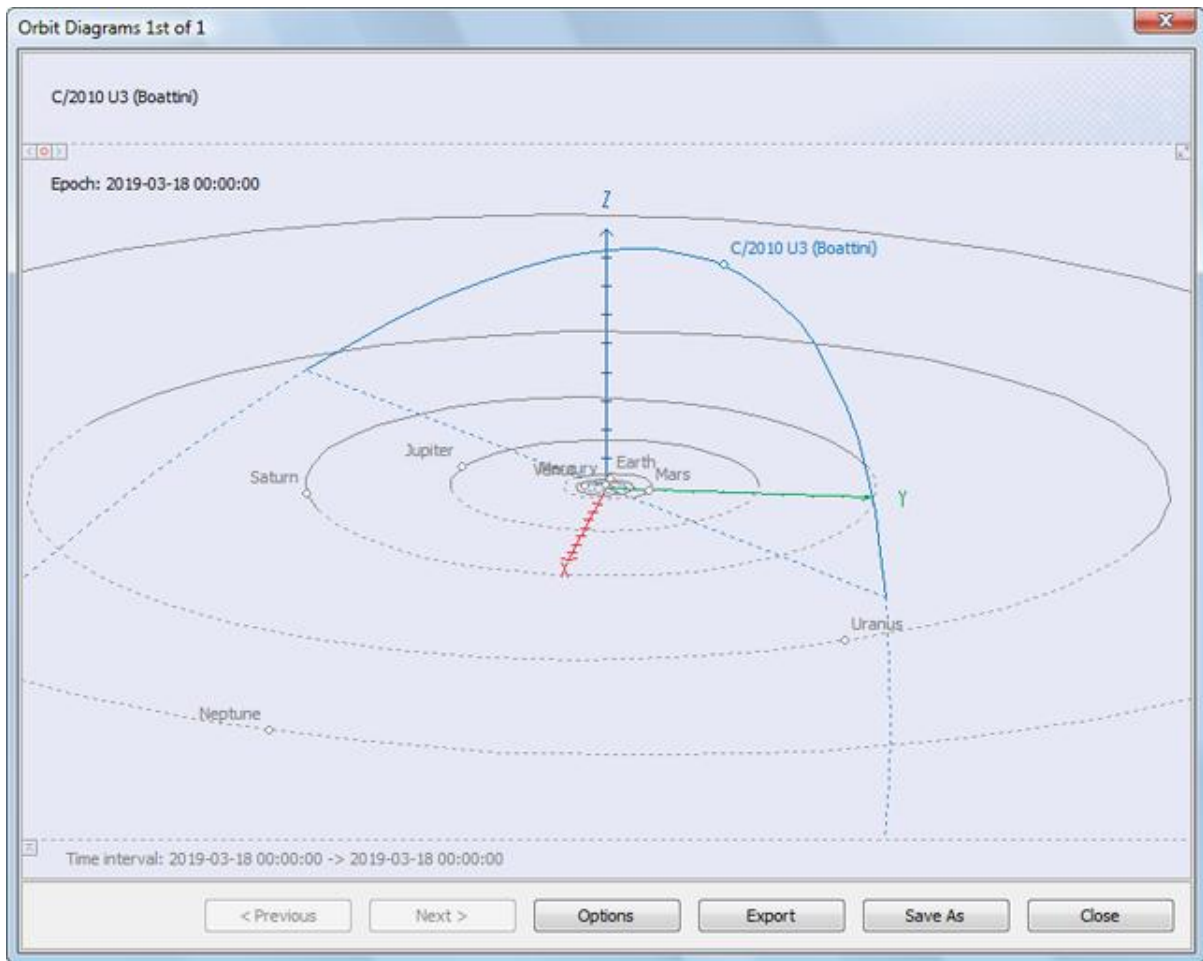 Orbit Diagrams 1st of 1
C/2010 U3 (Boattini)
Epoch: 2019-03-18 00:00:00
Z
C/2010 U3 (Boattini)
Jupiter
Earth
Saturn
Mars
Y
X
Uranus
Neptune
Time interval: 2019-03-18 00:00:00 -> 2019-03-18 00:00:00
< Previous
Next >
Options
Export
Save As
Close